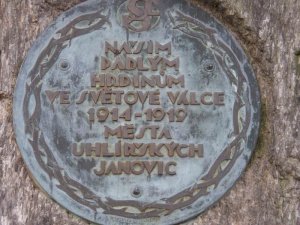 NAŠIM
PADLÝM
HRDINŮM
VE SVĚTOVÉ VÁLCE
1914-1919
MĚSTA
UHLÍŘSKÝCH
JANOVIC